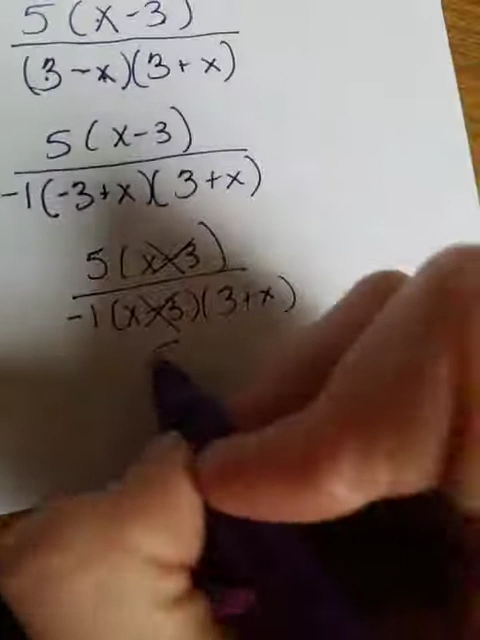 5(x-3)
(3-x)(3+x)
5(x-3)
-1(-3+x)(3+x)
5(x-3)
-1(x-3)(3+x)